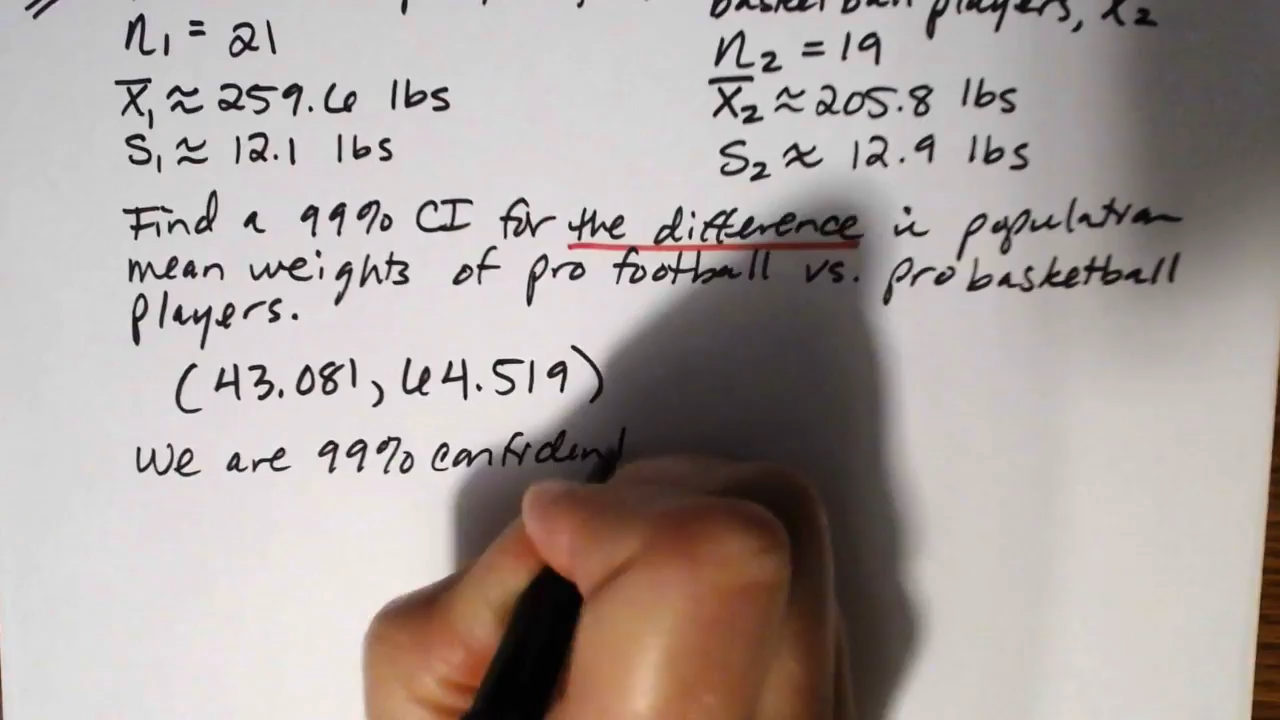 basketball players, x₂
n₁ = 21
n₂ = 19
x̅₁ ≈ 259.6 lbs
x̅₂ ≈ 205.8 lbs
S₁ ≈ 12.1 lbs
S₂ ≈ 12.9 lbs
Find a 99% CI for the difference in population
mean weights of pro football vs. pro basketball
players.
(43.081, 64.519)
We are 99% confiden